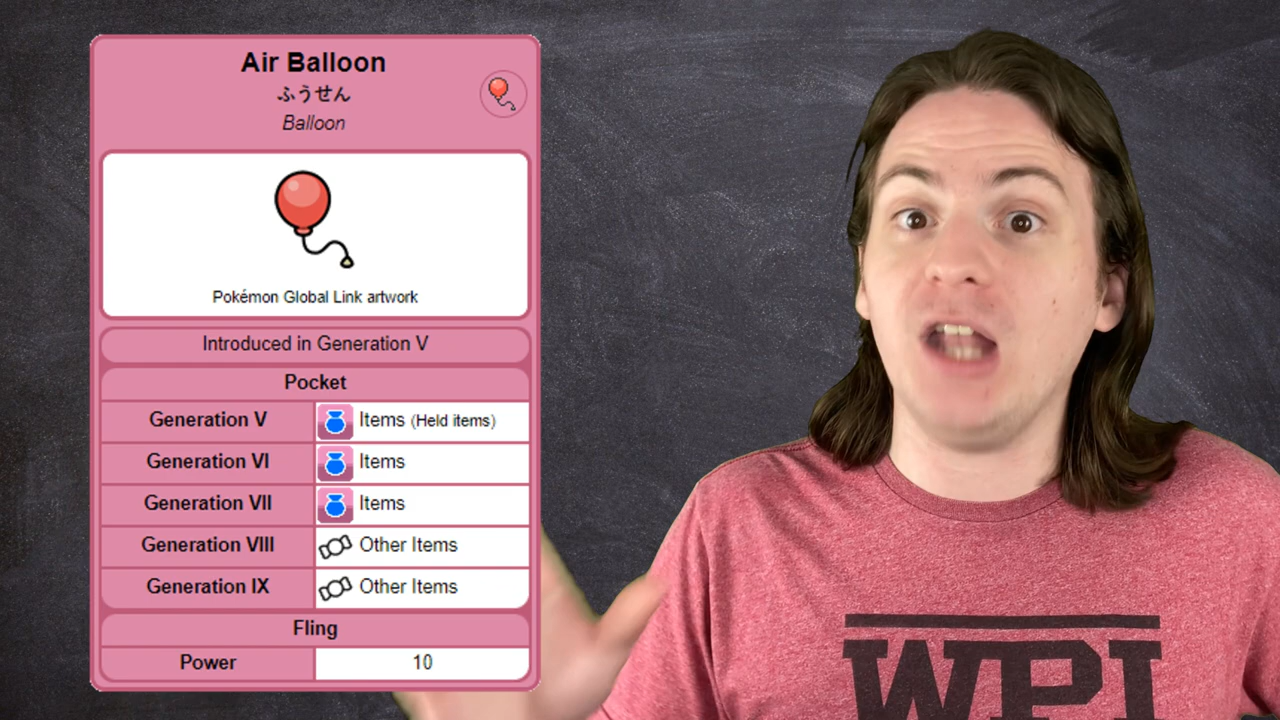 Air Balloon
ふうせん
Balloon
Pokémon Global Link artwork
Introduced in Generation V
Pocket
Generation V Items (Held items)
Generation VI Items
Generation VII Items
Generation VIII Other Items
Generation IX Other Items
Fling
Power 10
WPI